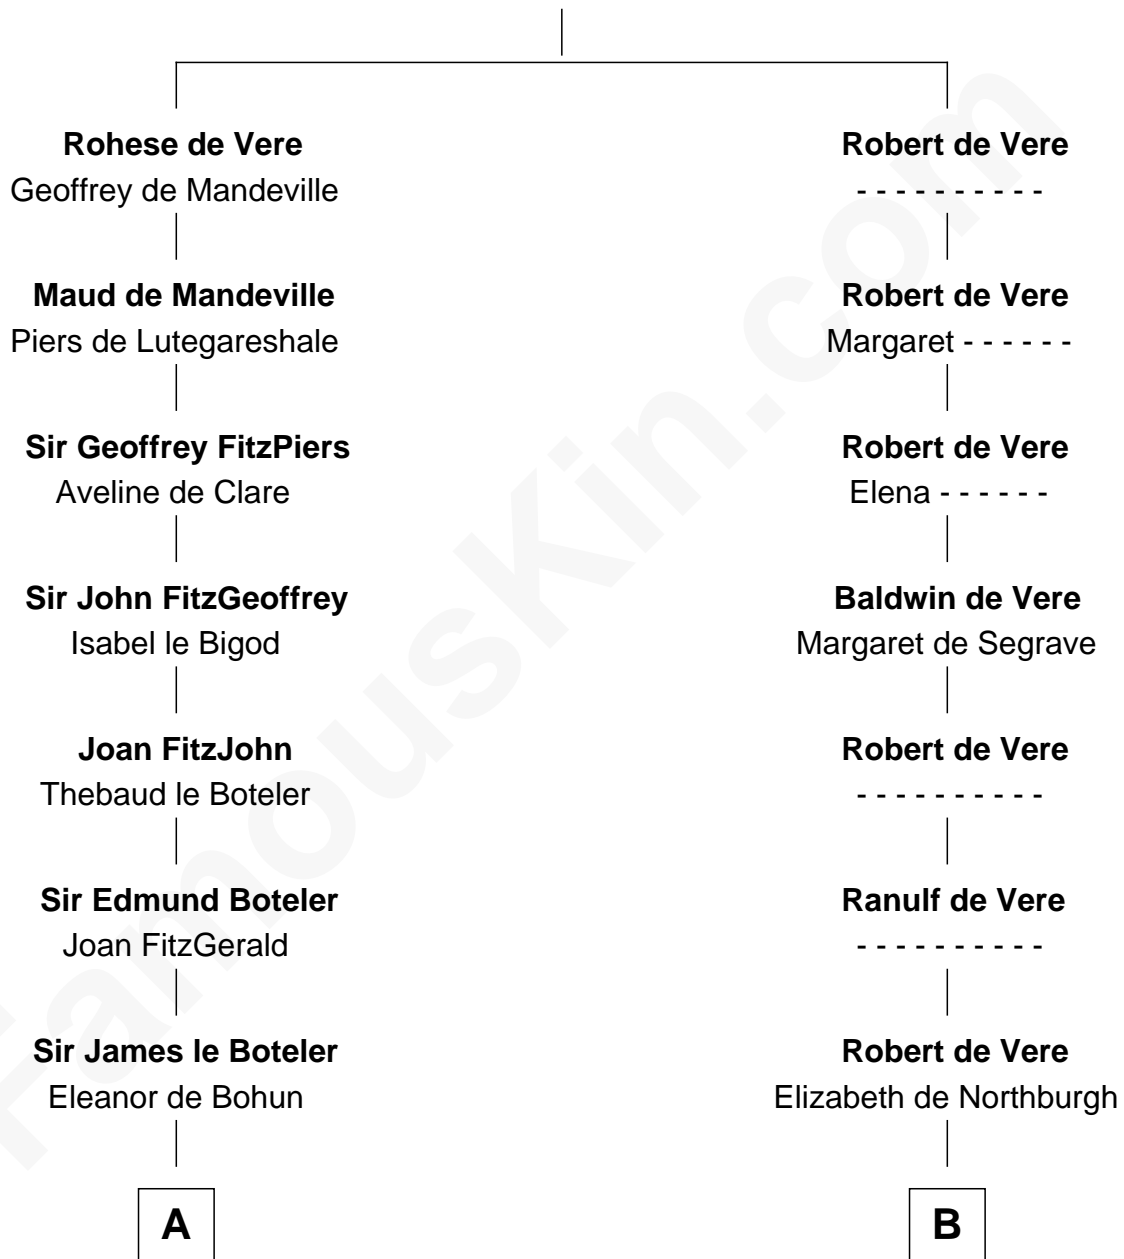 Rohese de Vere
Geoffrey de Mandeville
Maud de Mandeville
Piers de Lutegareshale
Sir Geoffrey FitzPiers
Aveline de Clare
Sir John FitzGeoffrey
Isabel le Bigod
Joan FitzJohn
Thebaud le Boteler
Sir Edmund Boteler
Joan FitzGerald
Sir James le Boteler
Eleanor de Bohun
A
Robert de Vere
- - - - - - - - - -
Robert de Vere
Margaret - - - - - -
Robert de Vere
Elena - - - - - -
Baldwin de Vere
Margaret de Segrave
Robert de Vere
- - - - - - - - - -
Ranulf de Vere
- - - - - - - - - -
Robert de Vere
Elizabeth de Northburgh
B
FamousKin.com